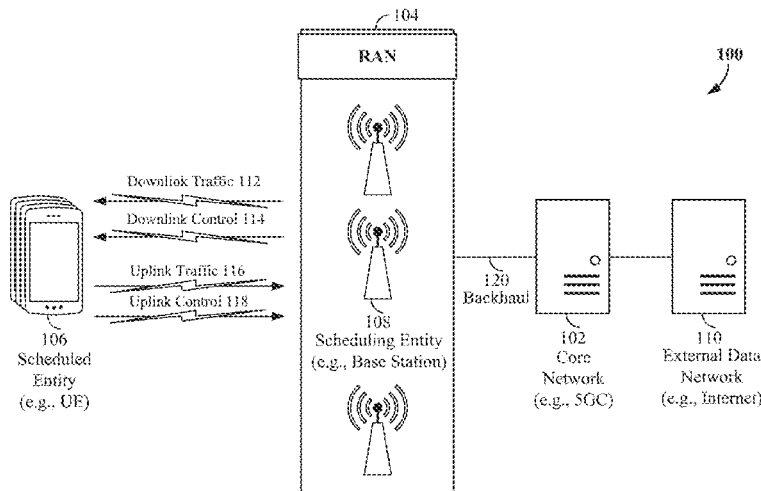 104
RAN
100
Downlink Traffic 112
Downlink Control 114
Uplink Traffic 116
Uplink Control 118
106
Scheduled
Entity
(e.g., UE)
108
Scheduling Entity
(e.g., Base Station)
120
Backhaul
102
Core
Network
(e.g., 5GC)
110
External Data
Network
(e.g., Internet)